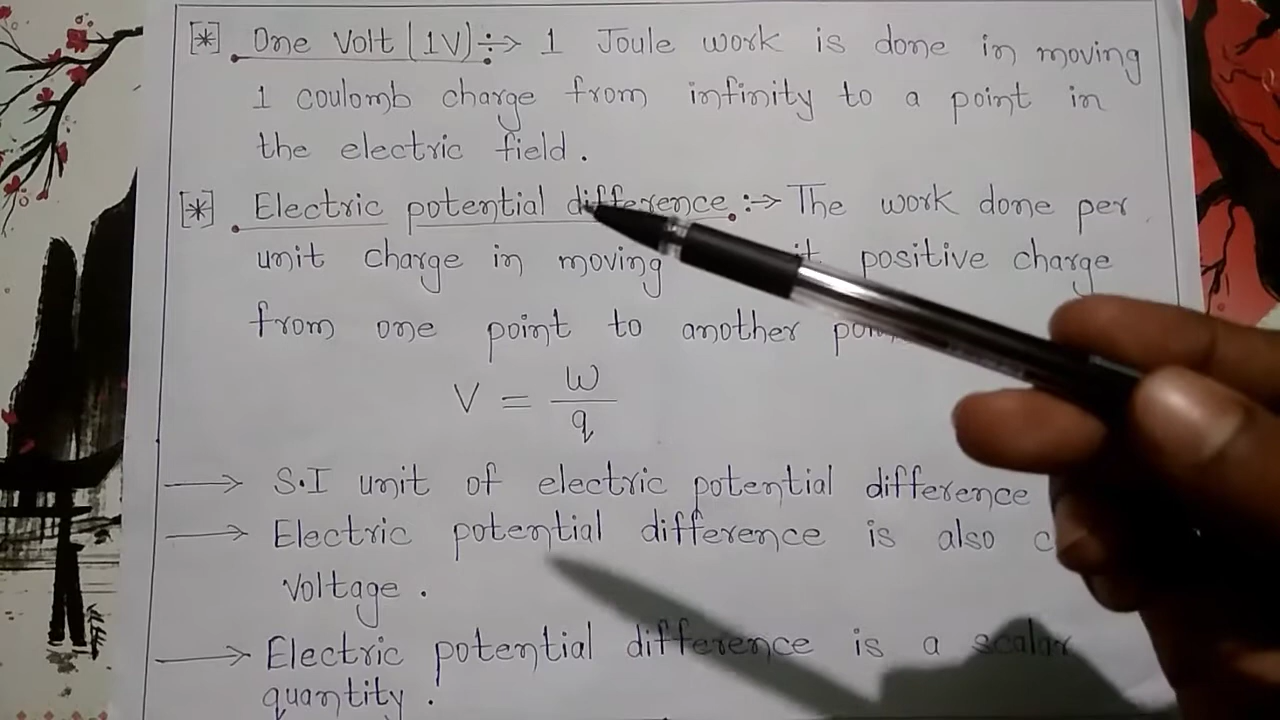 [*] One Volt (1V) :-> 1 Joule work is done in moving
1 coulomb charge from infinity to a point in
the electric field.
[*] Electric potential difference :-> The work done per
unit charge in moving positive charge
from one point to another
V = W/q
→ S.I unit of electric potential difference
→ Electric potential difference is also
Voltage.
→ Electric potential difference is a scalar
quantity.